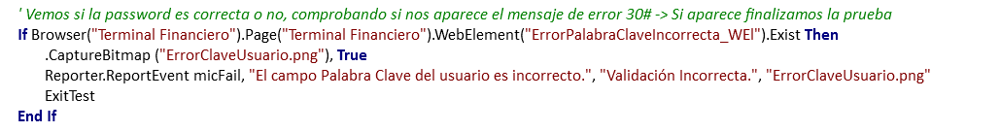 ' Vemos si la password es correcta o no, comprobando si nos aparece el mensaje de error 30# -> Si aparece finalizamos la prueba
If Browser("Terminal Financiero").Page("Terminal Financiero").WebElement("ErrorPalabraClaveIncorrecta_WEl").Exist Then
.CaptureBitmap ("ErrorClaveUsuario.png"), True
Reporter.ReportEvent micFail, "El campo Palabra Clave del usuario es incorrecto.", "Validación Incorrecta.", "ErrorClaveUsuario.png"
ExitTest
End If